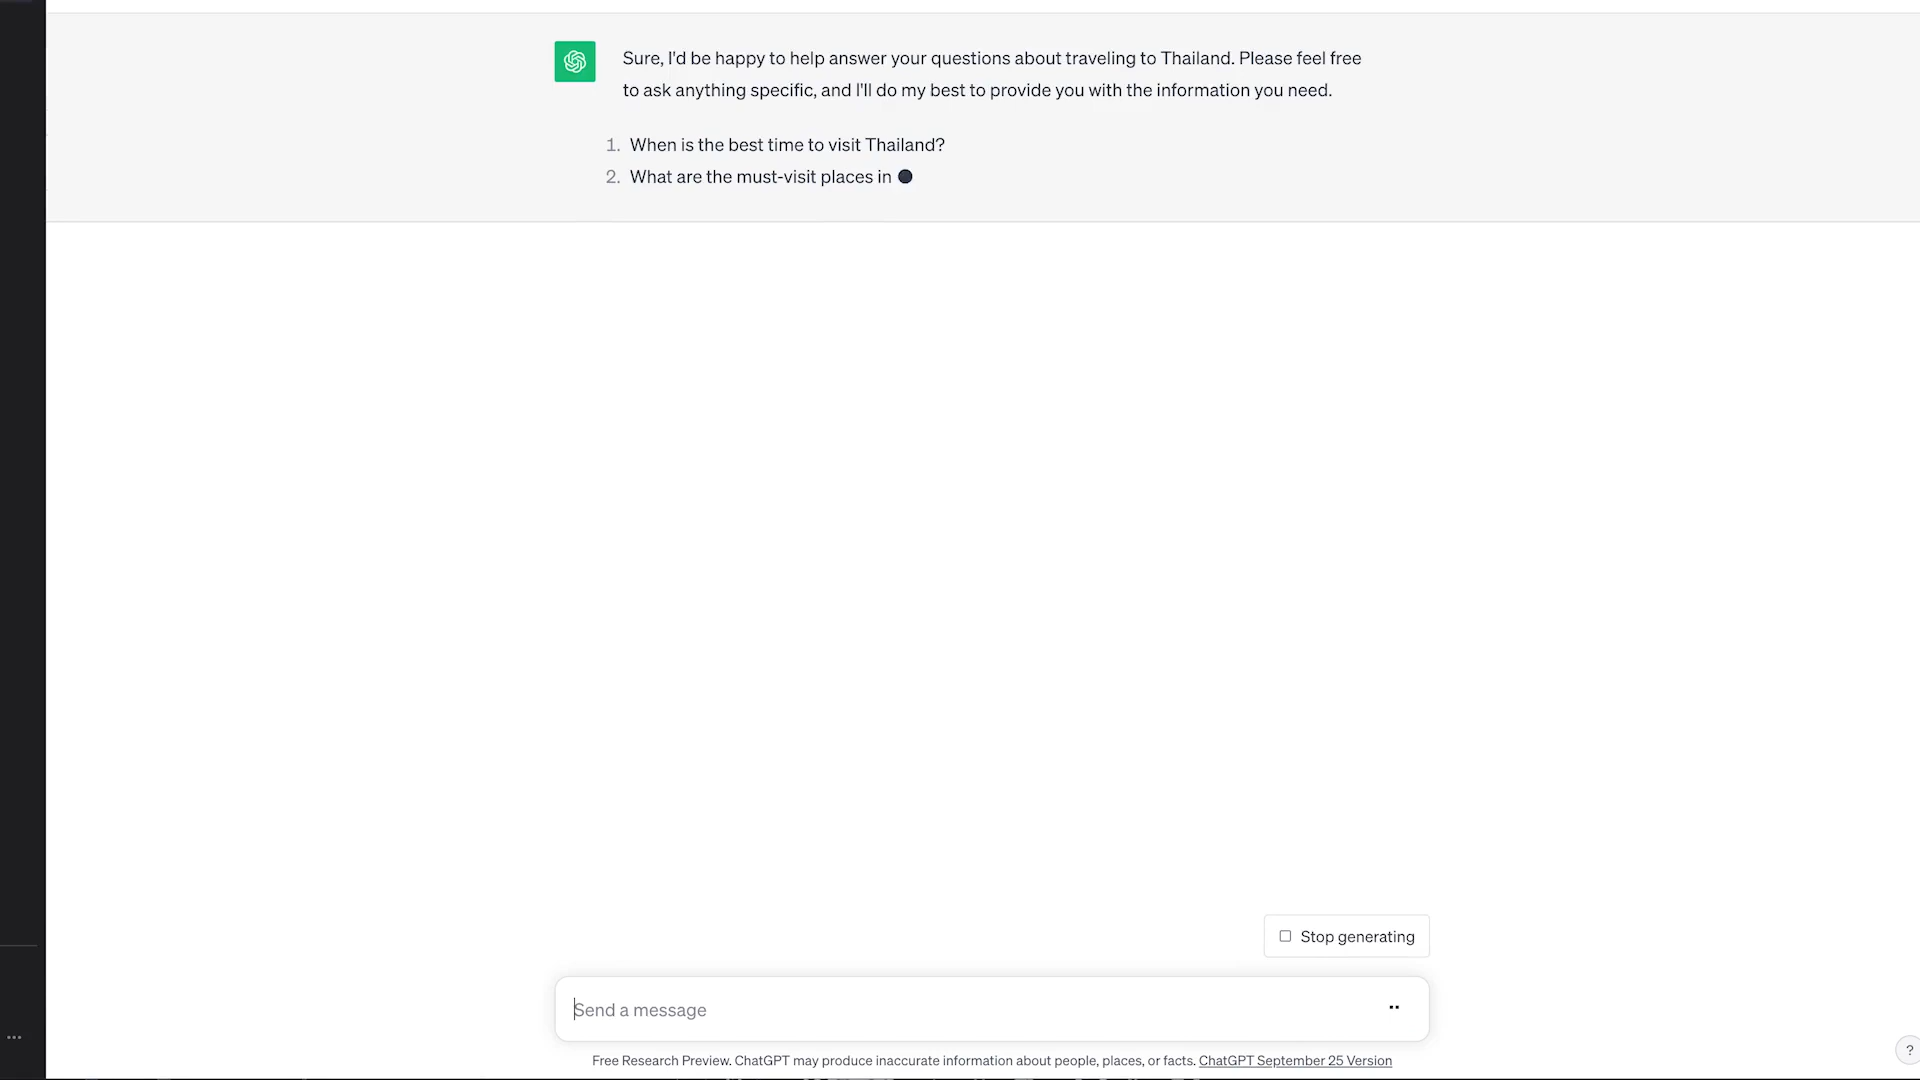 Sure, I'd be happy to help answer your questions about traveling to Thailand. Please feel free
to ask anything specific, and I'll do my best to provide you with the information you need.
1. When is the best time to visit Thailand?
2. What are the must-visit places in
Stop generating
Send a message
Free Research Preview. ChatGPT may produce inaccurate information about people, places, or facts. ChatGPT September 25 Version
?